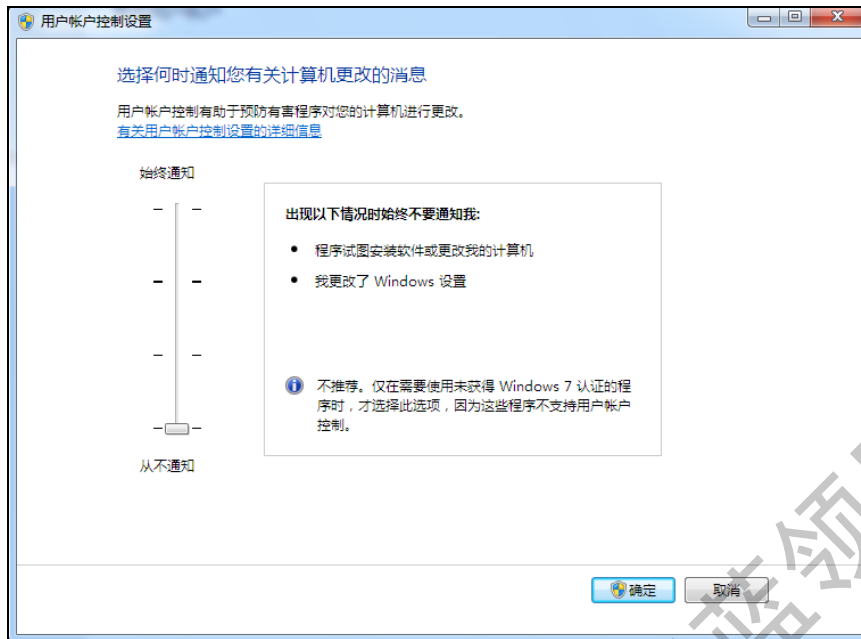 用户帐户控制设置
选择何时通知您有关计算机更改的消息
用户帐户控制有助于预防有害程序对您的计算机进行更改。
有关用户帐户控制设置的详细信息
始终通知
出现以下情况时始终不要通知我:
● 程序试图安装软件或更改我的计算机
● 我更改了 Windows 设置
不推荐。仅在需要使用未获得 Windows 7 认证的程
序时，才选择此选项，因为这些程序不支持用户帐户
控制。
从不通知
确定
取消
蓝领